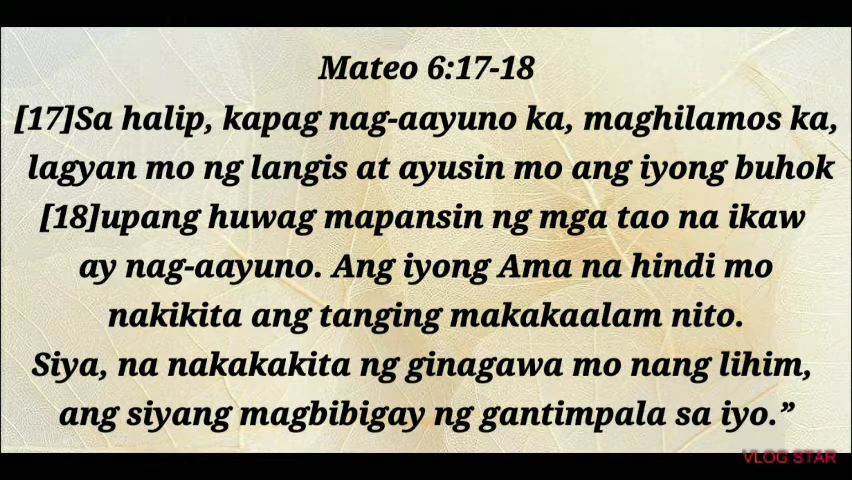 Mateo 6:17-18
[17]Sa halip, kapag nag-aayuno ka, maghilamos ka,
lagyan mo ng langis at ayusin mo ang iyong buhok
[18]upang huwag mapansin ng mga tao na ikaw
ay nag-aayuno. Ang iyong Ama na hindi mo
nakikita ang tanging makakaalam nito.
Siya, na nakakakita ng ginagawa mo nang lihim,
ang siyang magbibigay ng gantimpala sa iyo.”
VLOG STAR